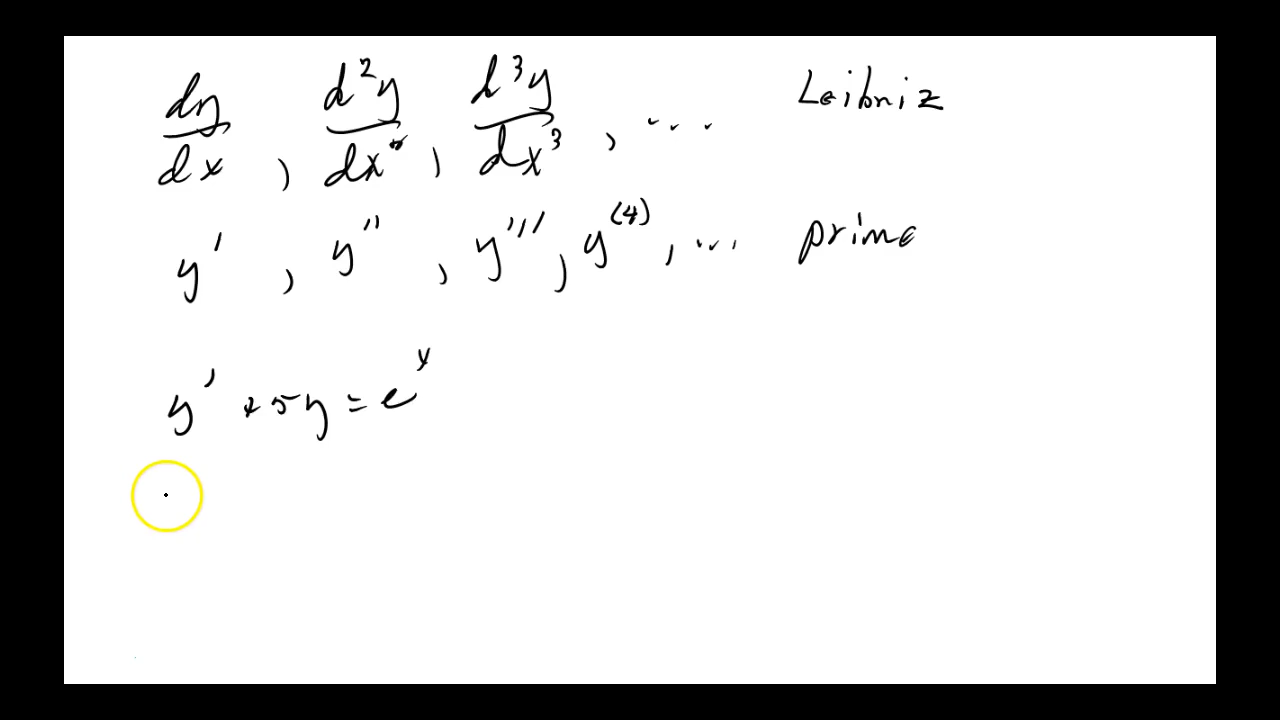 dy/dx, d²y/dx², d³y/dx³, ... Leibniz
y', y'', y''', y⁽⁴⁾, ... prime
y' + 5y = eˣ